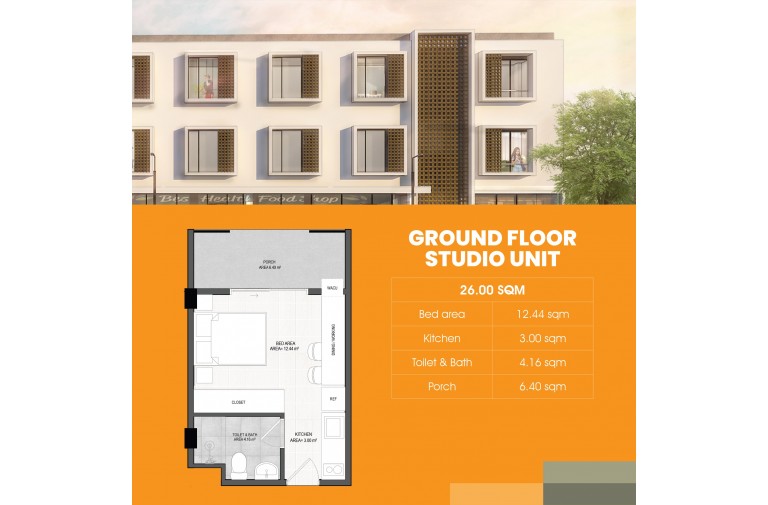 Bes Health Food Shop
GROUND FLOOR
STUDIO UNIT
26.00 SQM
Bed area 12.44 sqm
Kitchen 3.00 sqm
Toilet & Bath 4.16 sqm
Porch 6.40 sqm
PORCH
AREA 6.40 m²
WM/CU
BED AREA
AREA= 12.44 m²
DINING / WORKING
CLOSET
REF
TOILET & BATH
AREA 4.16 m²
KITCHEN
AREA= 3.00 m²